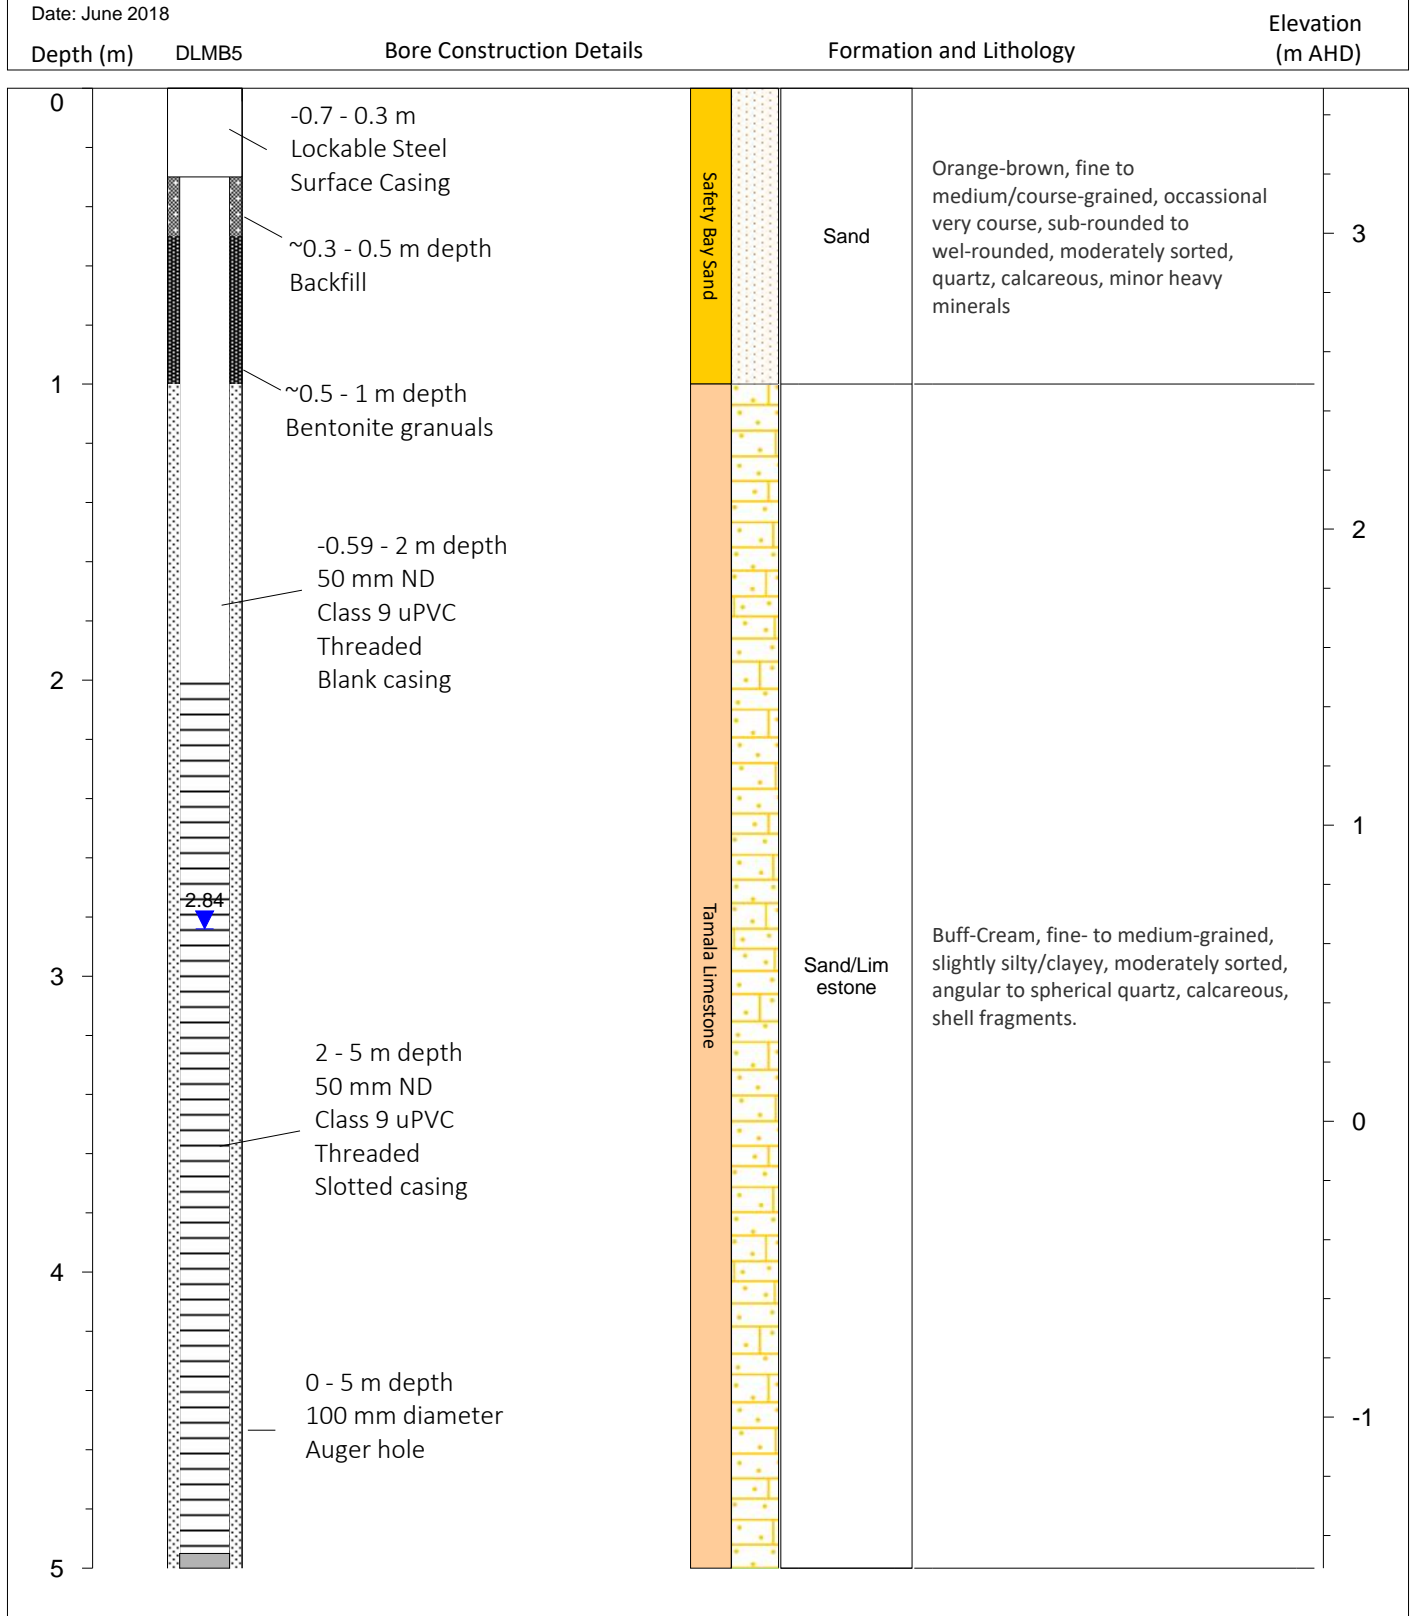 Date: June 2018
Depth (m)
DLMB5
Bore Construction Details
Formation and Lithology
Elevation
(m AHD)
0
-0.7 - 0.3 m
Lockable Steel
Surface Casing
~0.3 - 0.5 m depth
Backfill
1
~0.5 - 1 m depth
Bentonite granuals
-0.59 - 2 m depth
50 mm ND
Class 9 uPVC
Threaded
Blank casing
2
2.84
3
2 - 5 m depth
50 mm ND
Class 9 uPVC
Threaded
Slotted casing
4
0 - 5 m depth
100 mm diameter
Auger hole
5
Safety Bay Sand
Sand
Orange-brown, fine to
medium/course-grained, occassional
very course, sub-rounded to
wel-rounded, moderately sorted,
quartz, calcareous, minor heavy
minerals
Tamala Limestone
Sand/Lim
estone
Buff-Cream, fine- to medium-grained,
slightly silty/clayey, moderately sorted,
angular to spherical quartz, calcareous,
shell fragments.
3
2
1
0
-1